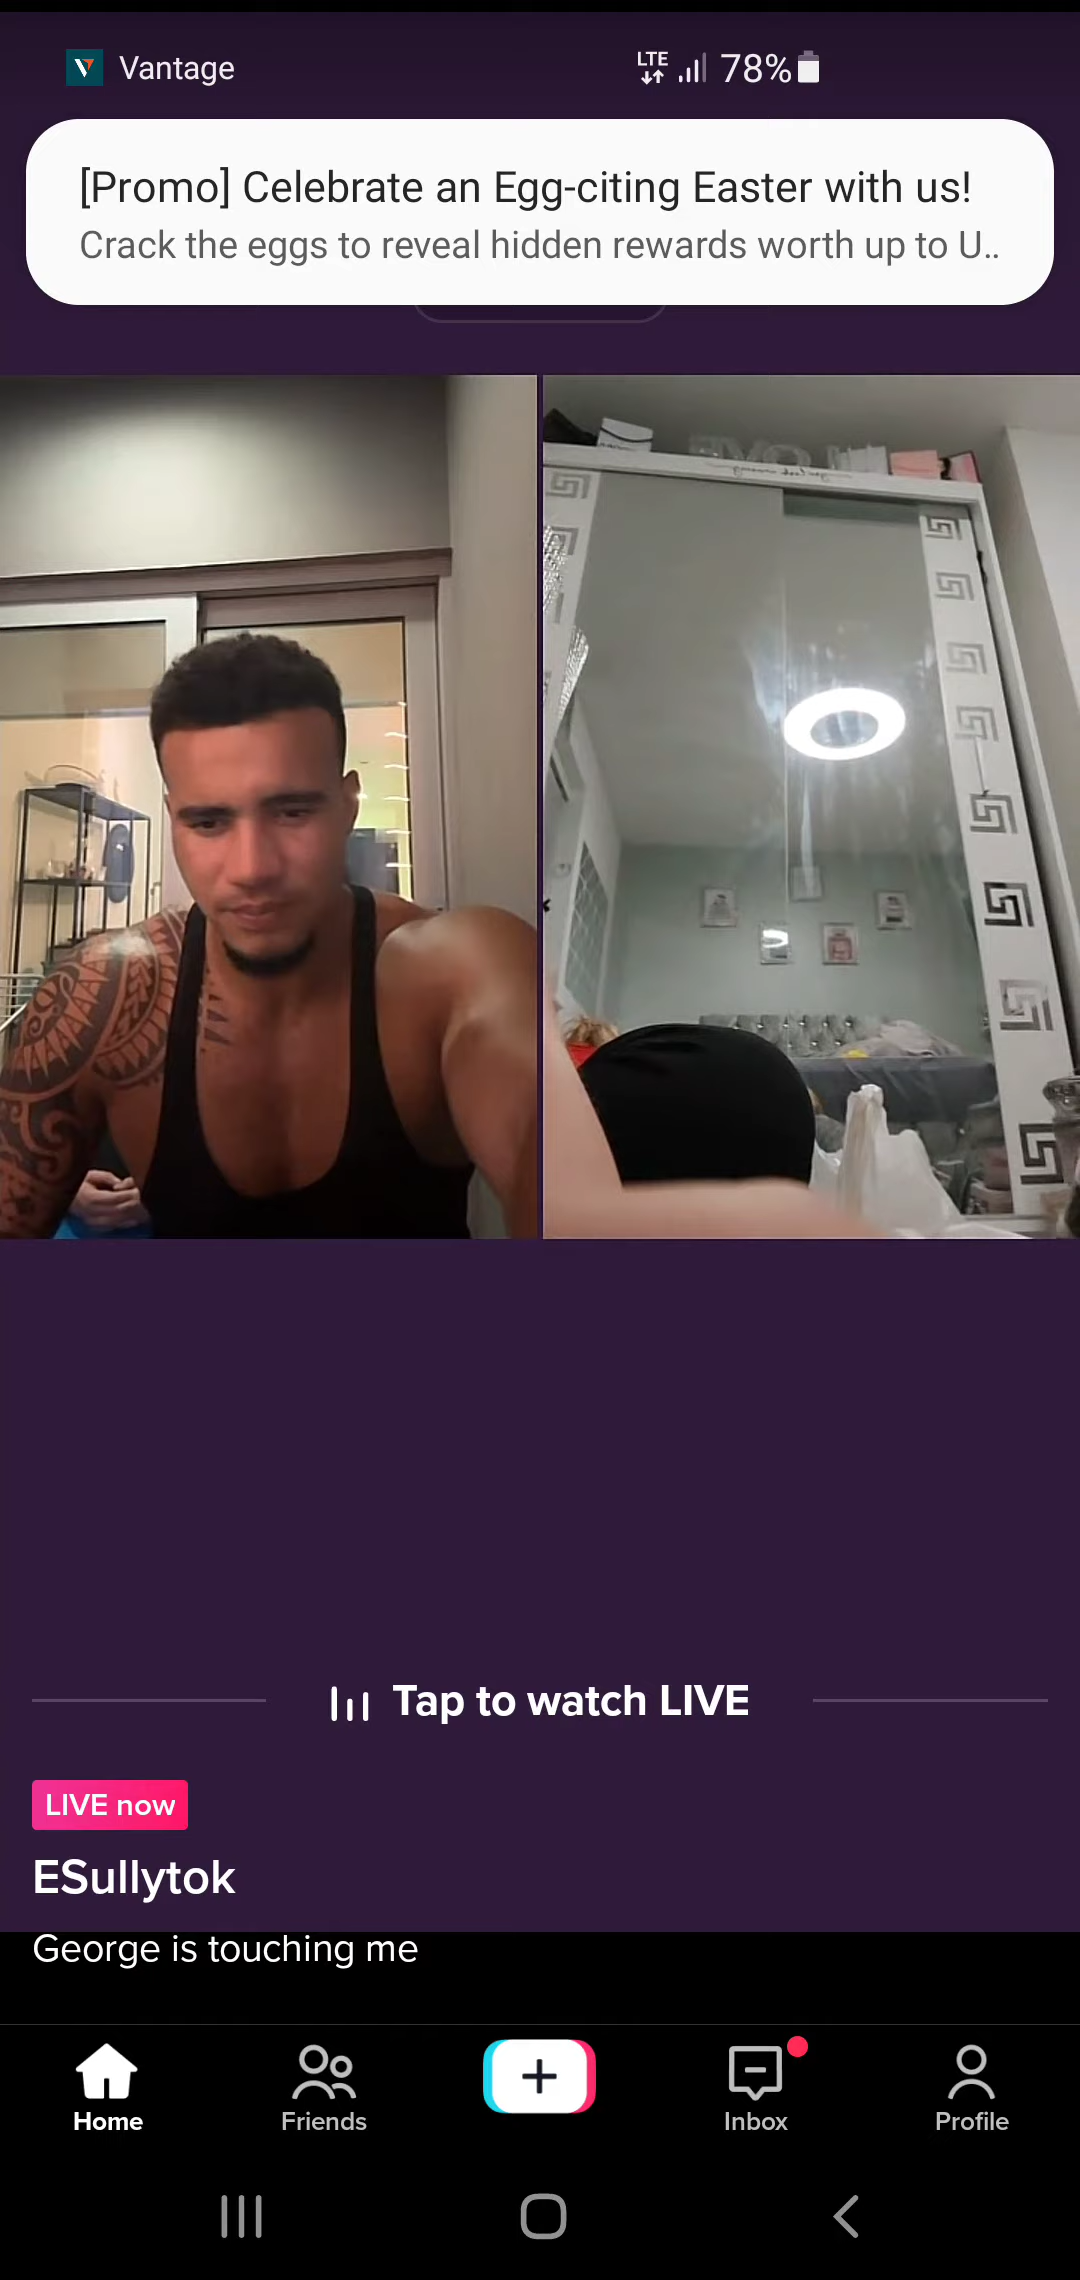 Vantage
LTE 78%
[Promo] Celebrate an Egg-citing Easter with us!
Crack the eggs to reveal hidden rewards worth up to U..
Tap to watch LIVE
LIVE now
ESullytok
George is touching me
Home
Friends
Inbox
Profile